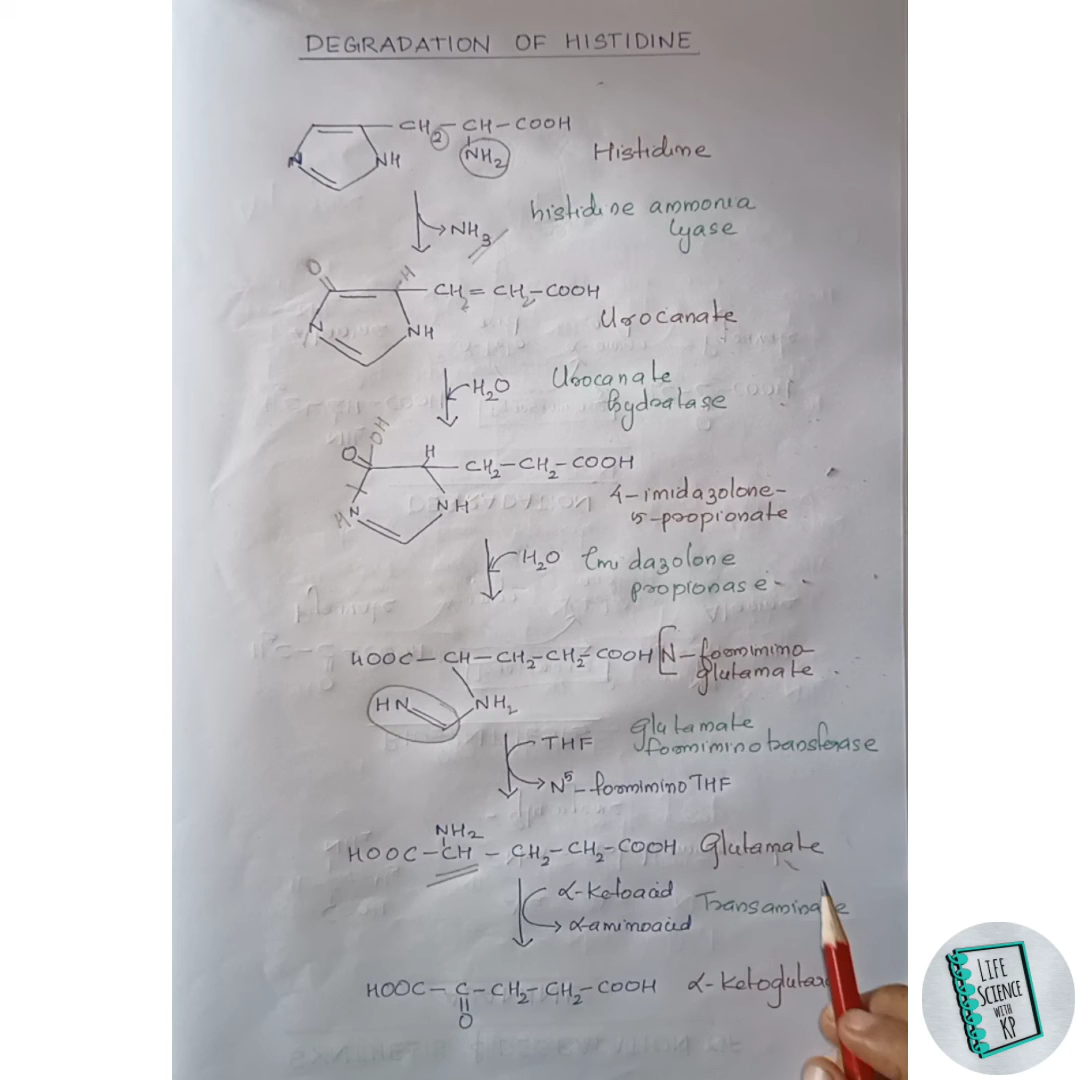 DEGRADATION OF HISTIDINE
CH2-CH-COOH
NH2
N
NH
Histidine
NH3
histidine ammonia
lyase
O
H
CH2=CH2-COOH
N
NH
Urocanate
H2O
Urocanate
hydratase
OH
O
H
CH2-CH2-COOH
H
N
NH
4-imidazolone-
5-propionate
H2O
Imidazolone
propionase
HOOC-CH-CH2-CH2-COOH
N-formimino
glutamate
HN
NH2
THF
glutamate
formiminotransferase
N5-formimino THF
NH2
HOOC-CH-CH2-CH2-COOH
Glutamate
α-Ketoacid
α-aminoacid
Transaminase
HOOC-C-CH2-CH2-COOH
O
α-Ketoglutar
LIFE
SCIENCE
WITH
KP